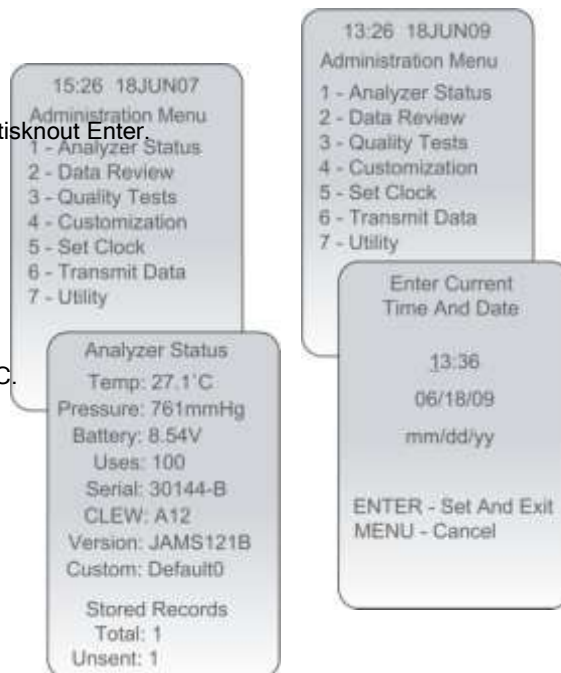 15:26 18JUN07
Administration Menu
tisknout Enter.
1 - Analyzer Status
2 - Data Review
3 - Quality Tests
4 - Customization
5 - Set Clock
6 - Transmit Data
7 - Utility
Analyzer Status
C.
Temp: 27.1°C
Pressure: 761mmHg
Battery: 8.54V
Uses: 100
Serial: 30144-B
CLEW: A12
Version: JAMS121B
Custom: Default0
Stored Records
Total: 1
Unsent: 1
13:26 18JUN09
Administration Menu
1 - Analyzer Status
2 - Data Review
3 - Quality Tests
4 - Customization
5 - Set Clock
6 - Transmit Data
7 - Utility
Enter Current
Time And Date
13:36
06/18/09
mm/dd/yy
ENTER - Set And Exit
MENU - Cancel